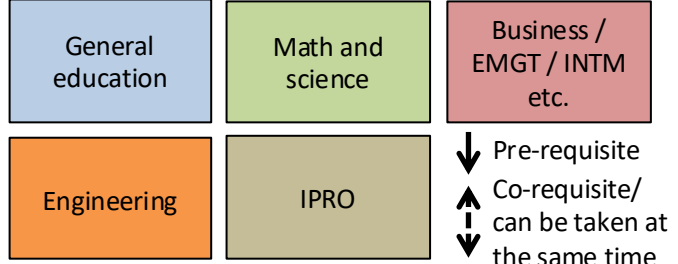 General
education
Math and
science
Business /
EMGT / INTM
etc.
Engineering
IPRO
Pre-requisite
Co-requisite/
can be taken at
the same time